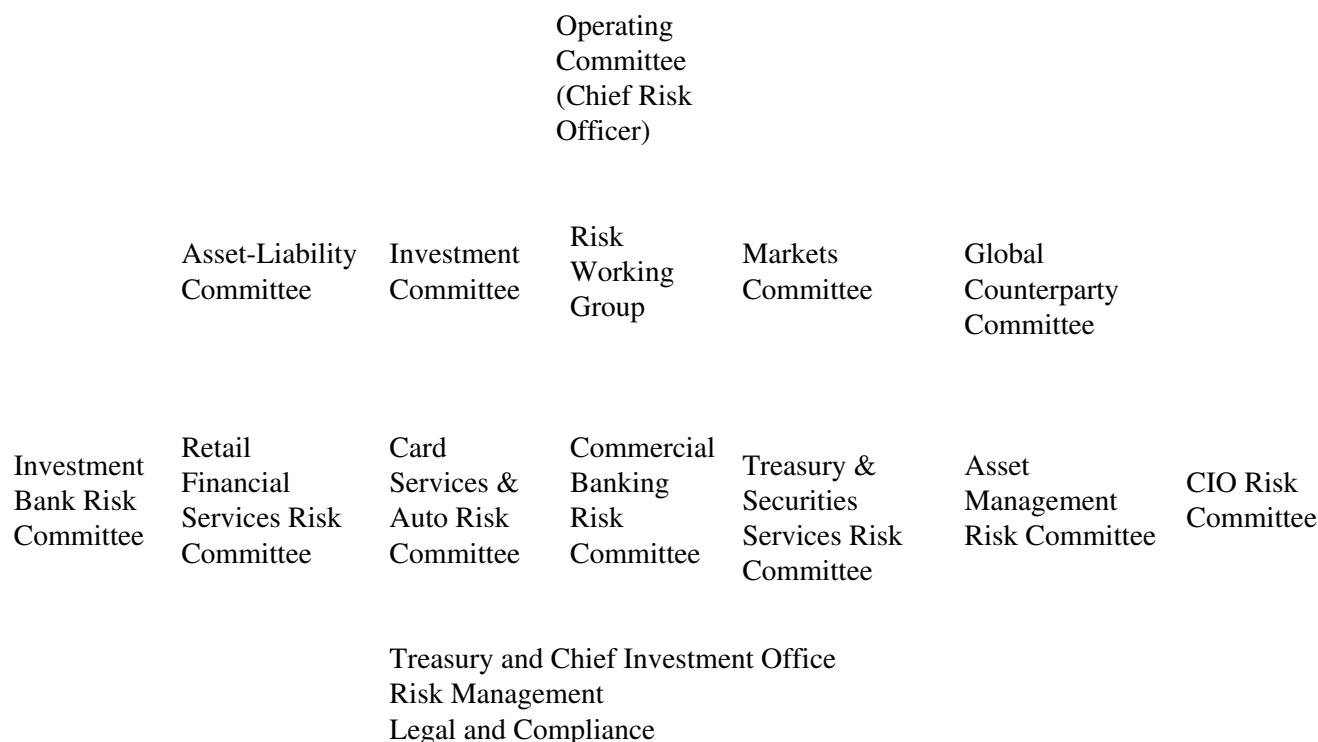 Operating
Committee
(Chief Risk
Officer)
Asset-Liability
Committee
Investment
Committee
Risk
Working
Group
Markets
Committee
Global
Counterparty
Committee
Investment
Bank Risk
Committee
Retail
Financial
Services Risk
Committee
Card
Services &
Auto Risk
Committee
Commercial
Banking
Risk
Committee
Treasury &
Securities
Services Risk
Committee
Asset
Management
Risk Committee
CIO Risk
Committee
Treasury and Chief Investment Office
Risk Management
Legal and Compliance